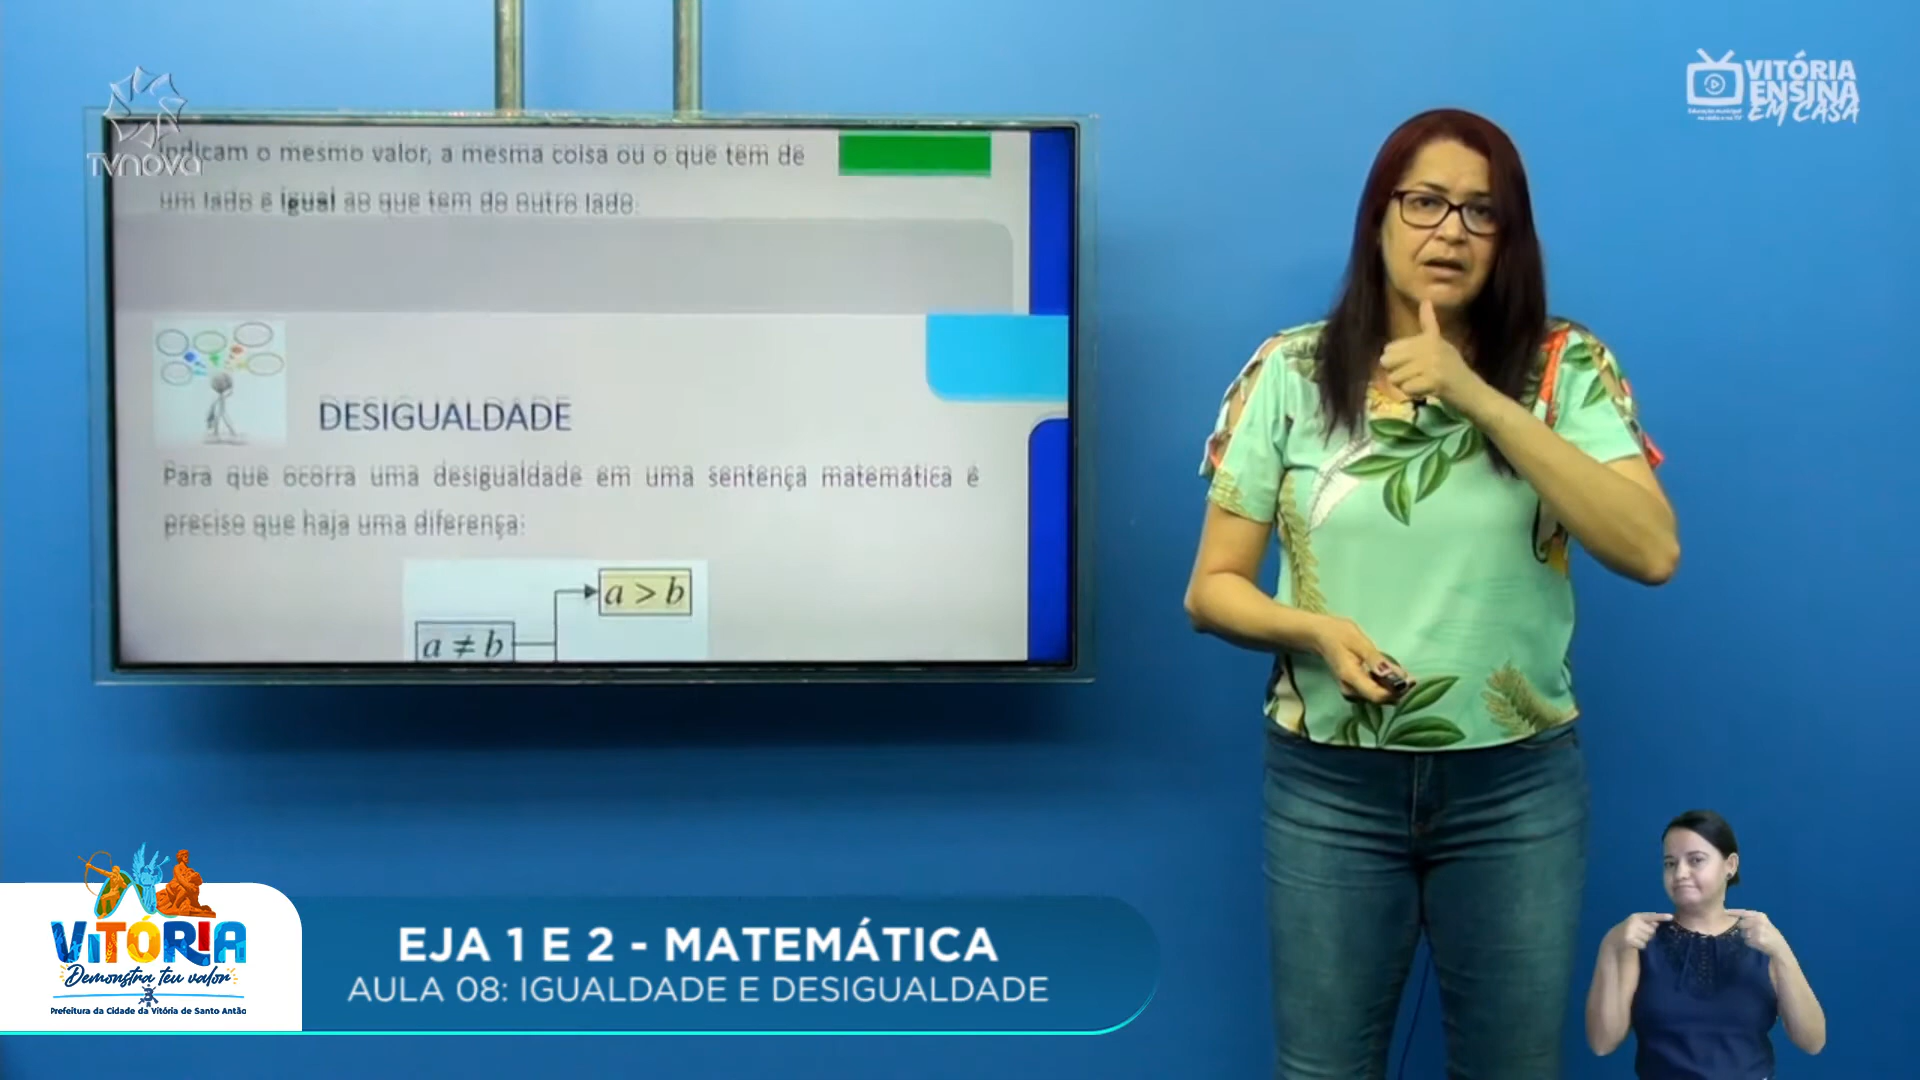 TVNOVA
VITÓRIA
ENSINA
EM CASA
indicam o mesmo valor, a mesma coisa ou o que tem de
um lado é igual ao que tem do outro lado.
DESIGUALDADE
Para que ocorra uma desigualdade em uma sentença matemática é
preciso que haja uma diferença:
a > b
a ≠ b
VITÓRIA
Demonstra teu valor
Prefeitura da Cidade da Vitória de Santo Antão
EJA 1 E 2 - MATEMÁTICA
AULA 08: IGUALDADE E DESIGUALDADE